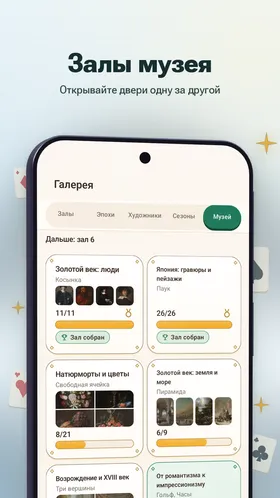 Залы музея
Открывайте двери одну за другой
Галерея
Залы
Эпохи
Художники
Сезоны
Музей
Дальше: зал 6
Золотой век: люди
Косынка
11/11
Зал собран
Япония: гравюры и
пейзажи
Паук
26/26
Зал собран
Натюрморты и цветы
Свободная ячейка
8/21
Золотой век: земля и
море
Пирамида
6/9
Возрождение и XVIII век
Три вершины
От романтизма к
импрессионизму
Гольф, Часы